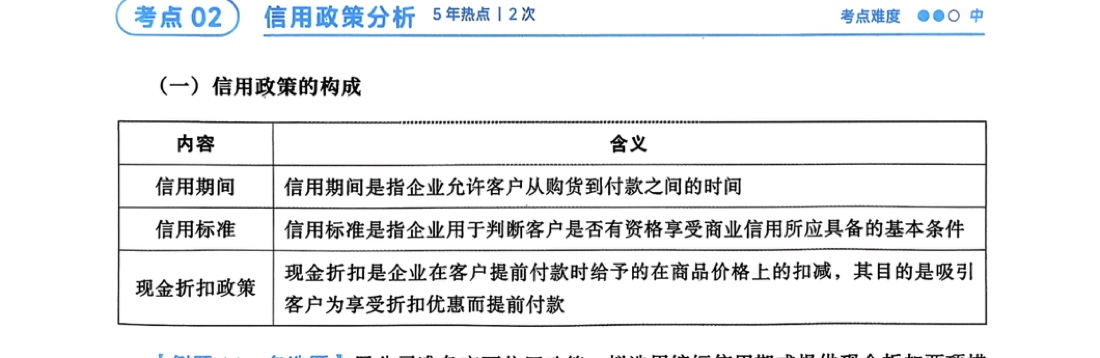 考点 02 信用政策分析 5年热点 | 2次 考点难度 中
（一）信用政策的构成
内容 含义
信用期间 信用期间是指企业允许客户从购货到付款之间的时间
信用标准 信用标准是指企业用于判断客户是否有资格享受商业信用所应具备的基本条件
现金折扣政策 现金折扣是企业在客户提前付款时给予的在商品价格上的扣减，其目的是吸引
客户为享受折扣优惠而提前付款